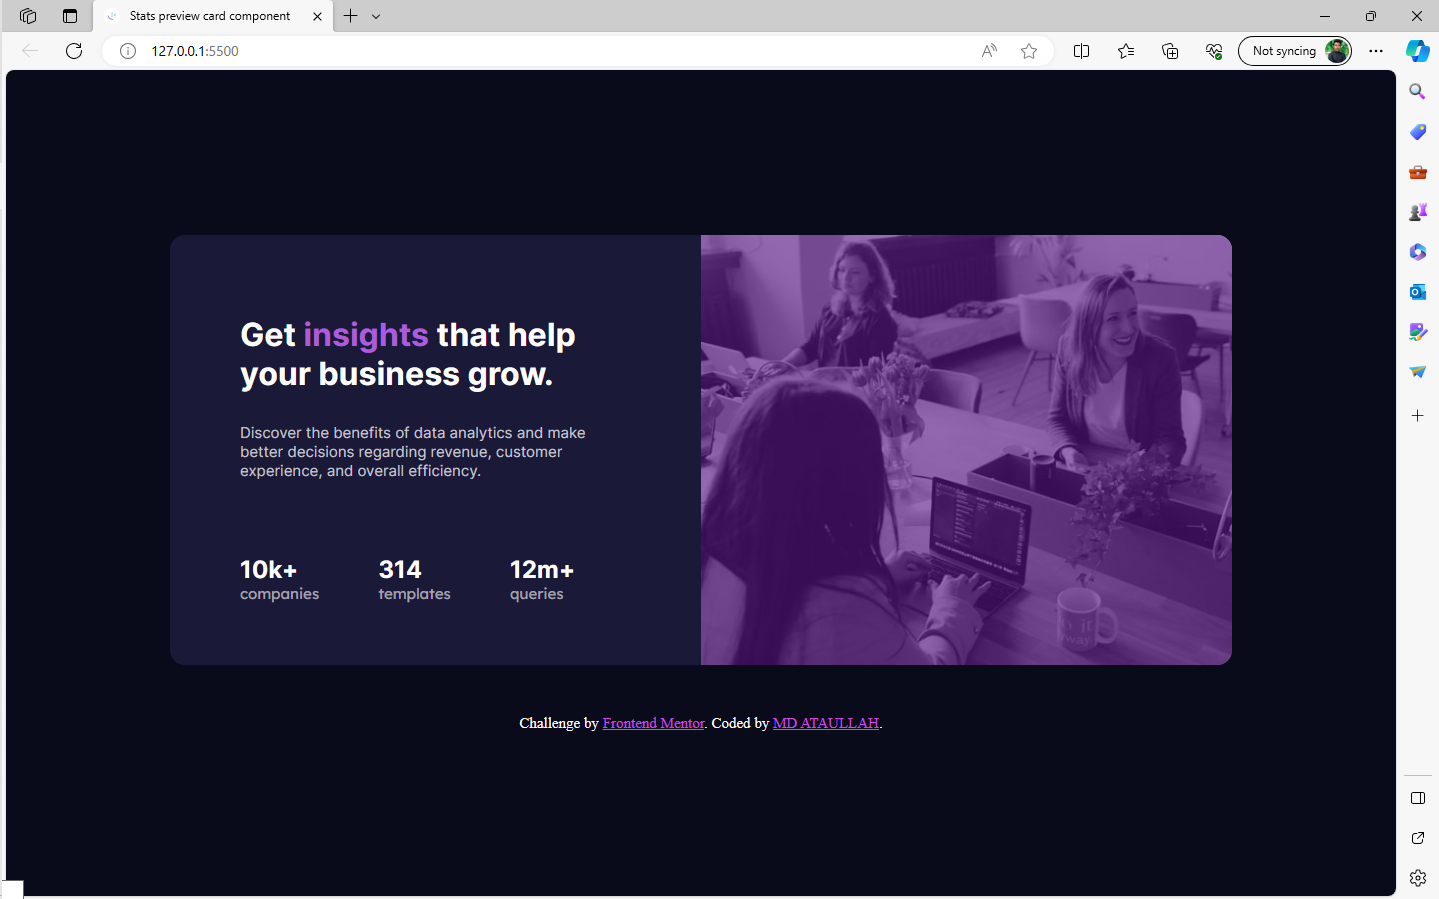 Stats preview card component
127.0.0.1:5500
Not syncing
Get insights that help
your business grow.
Discover the benefits of data analytics and make
better decisions regarding revenue, customer
experience, and overall efficiency.
10k+ 314 12m+
companies templates queries
Challenge by Frontend Mentor. Coded by MD ATAULLAH.